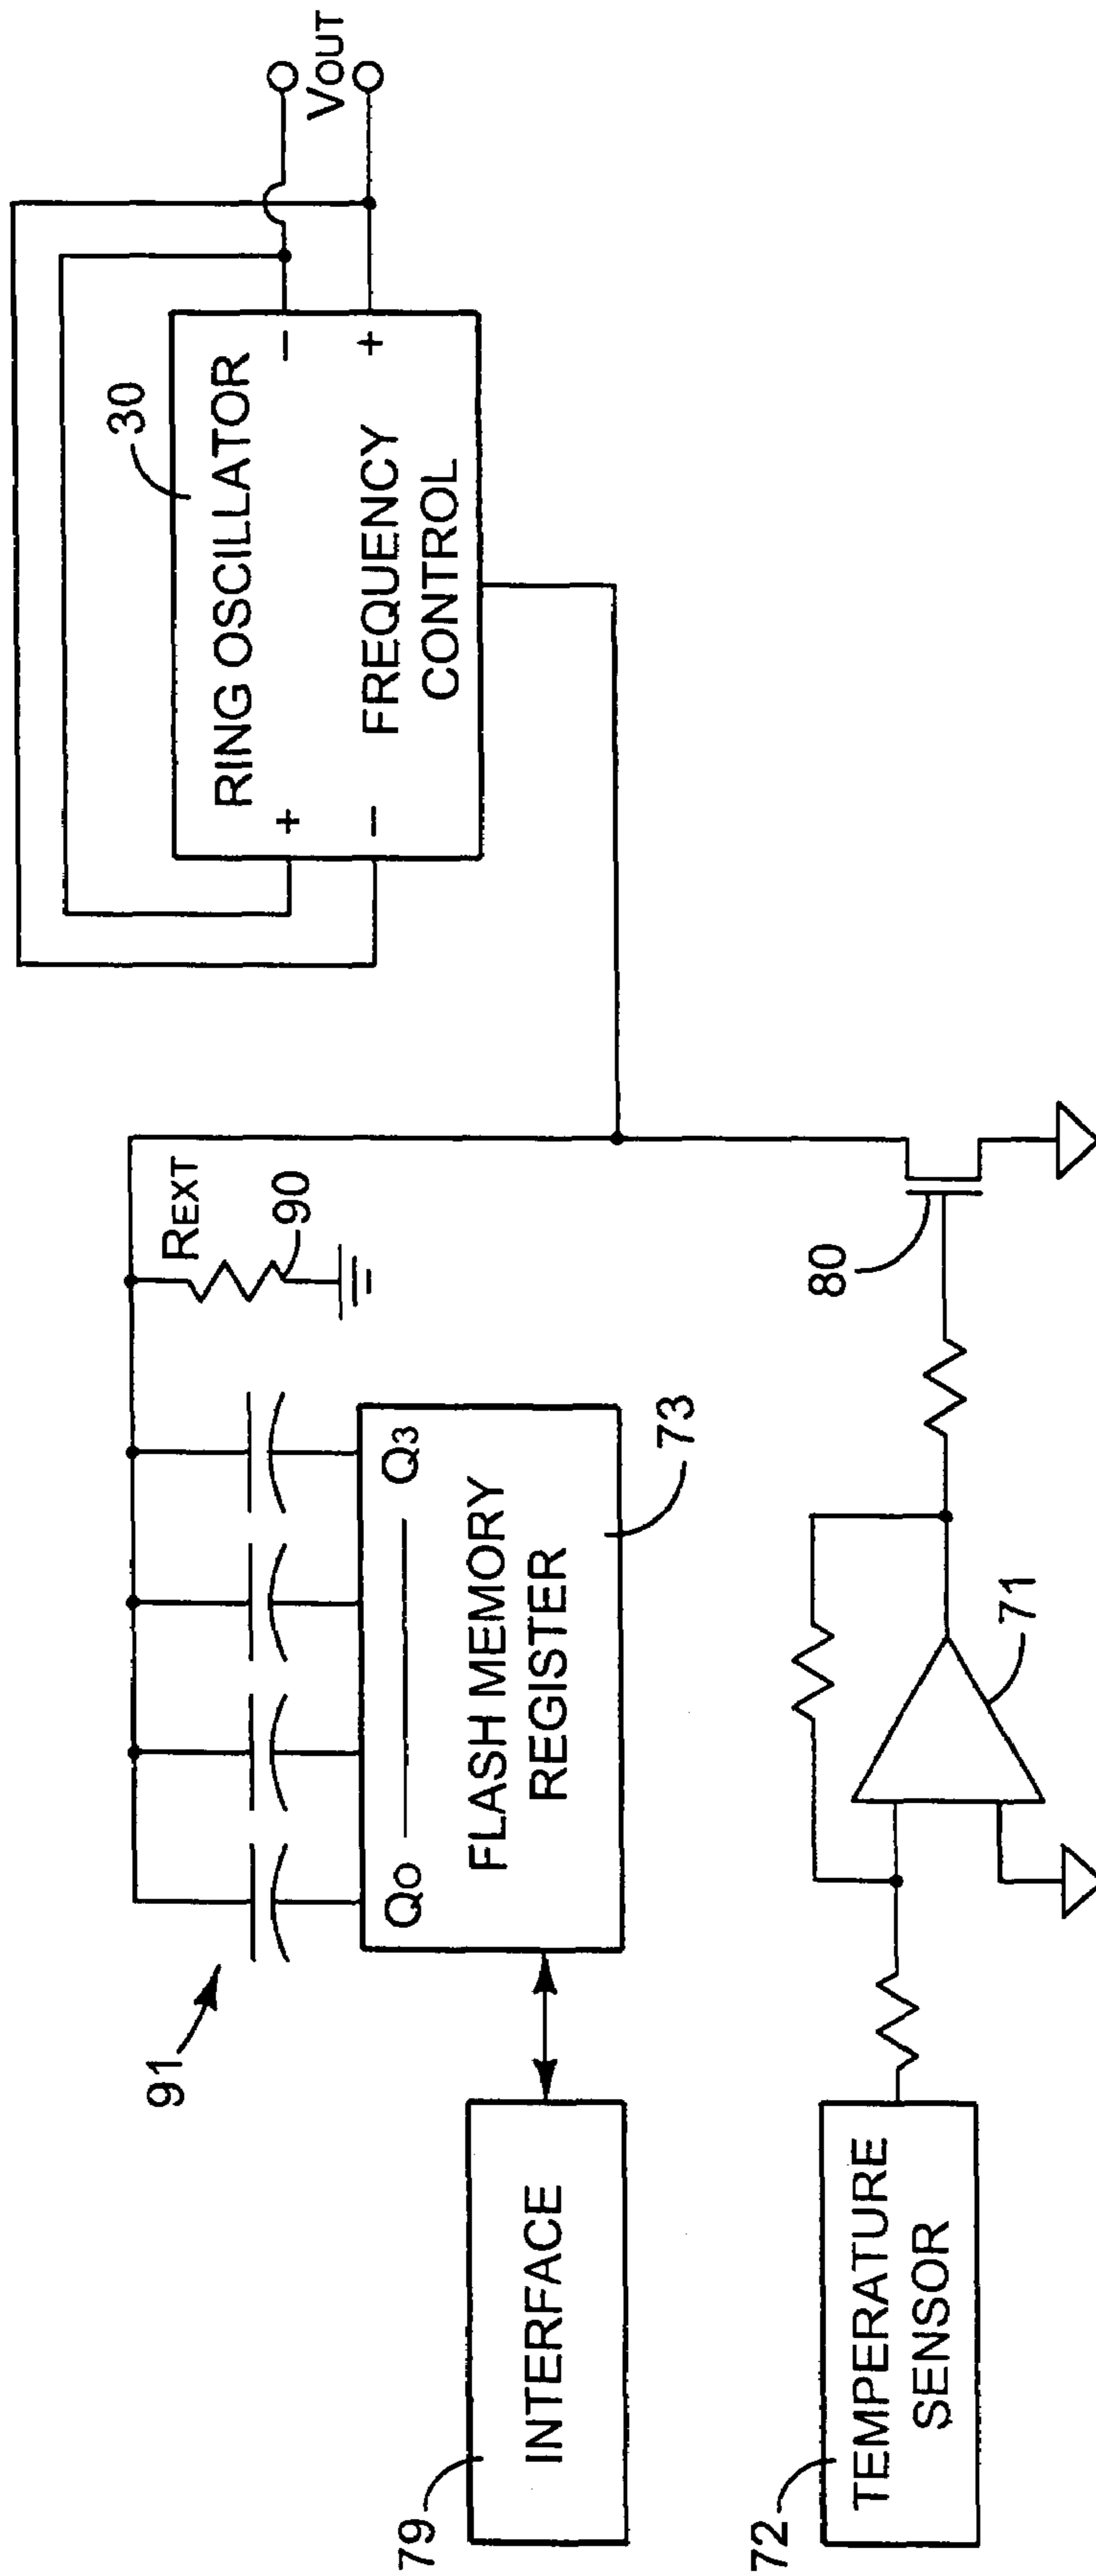 RING OSCILLATOR
30
+
−
−
+
FREQUENCY
CONTROL
VOUT
REXT
90
91
Q0
Q3
FLASH MEMORY
REGISTER
73
INTERFACE
79
80
71
TEMPERATURE
SENSOR
72